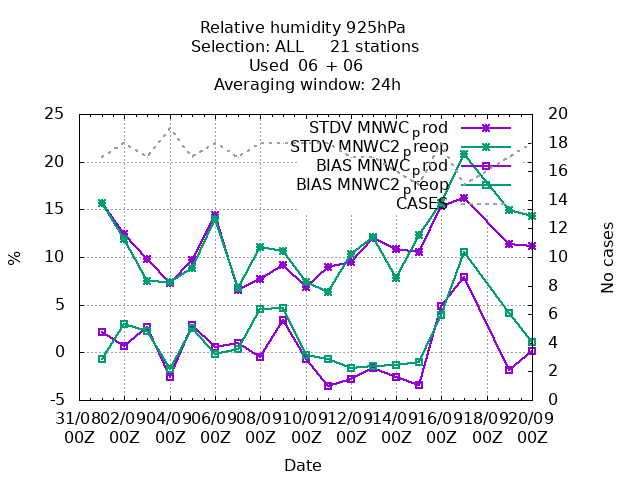 Relative humidity 925hPa
Selection: ALL 21 stations
Used 06 + 06
Averaging window: 24h
STDV MNWC_prod
STDV MNWC2_preop
BIAS MNWC_prod
BIAS MNWC2_preop
CASES
25
20
15
10
5
0
-5
%
20
18
16
14
12
10
8
6
4
2
0
No cases
31/08 02/09 04/09 06/09 08/09 10/09 12/09 14/09 16/09 18/09 20/09
00Z 00Z 00Z 00Z 00Z 00Z 00Z 00Z 00Z 00Z 00Z
Date